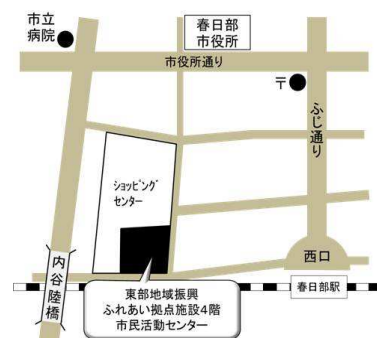 市立
病院
春日部
市役所
市役所通り
〒
ふじ通り
ショッピング
センター
内谷陸橋
西口
春日部駅
東部地域振興
ふれあい拠点施設4階
市民活動センター